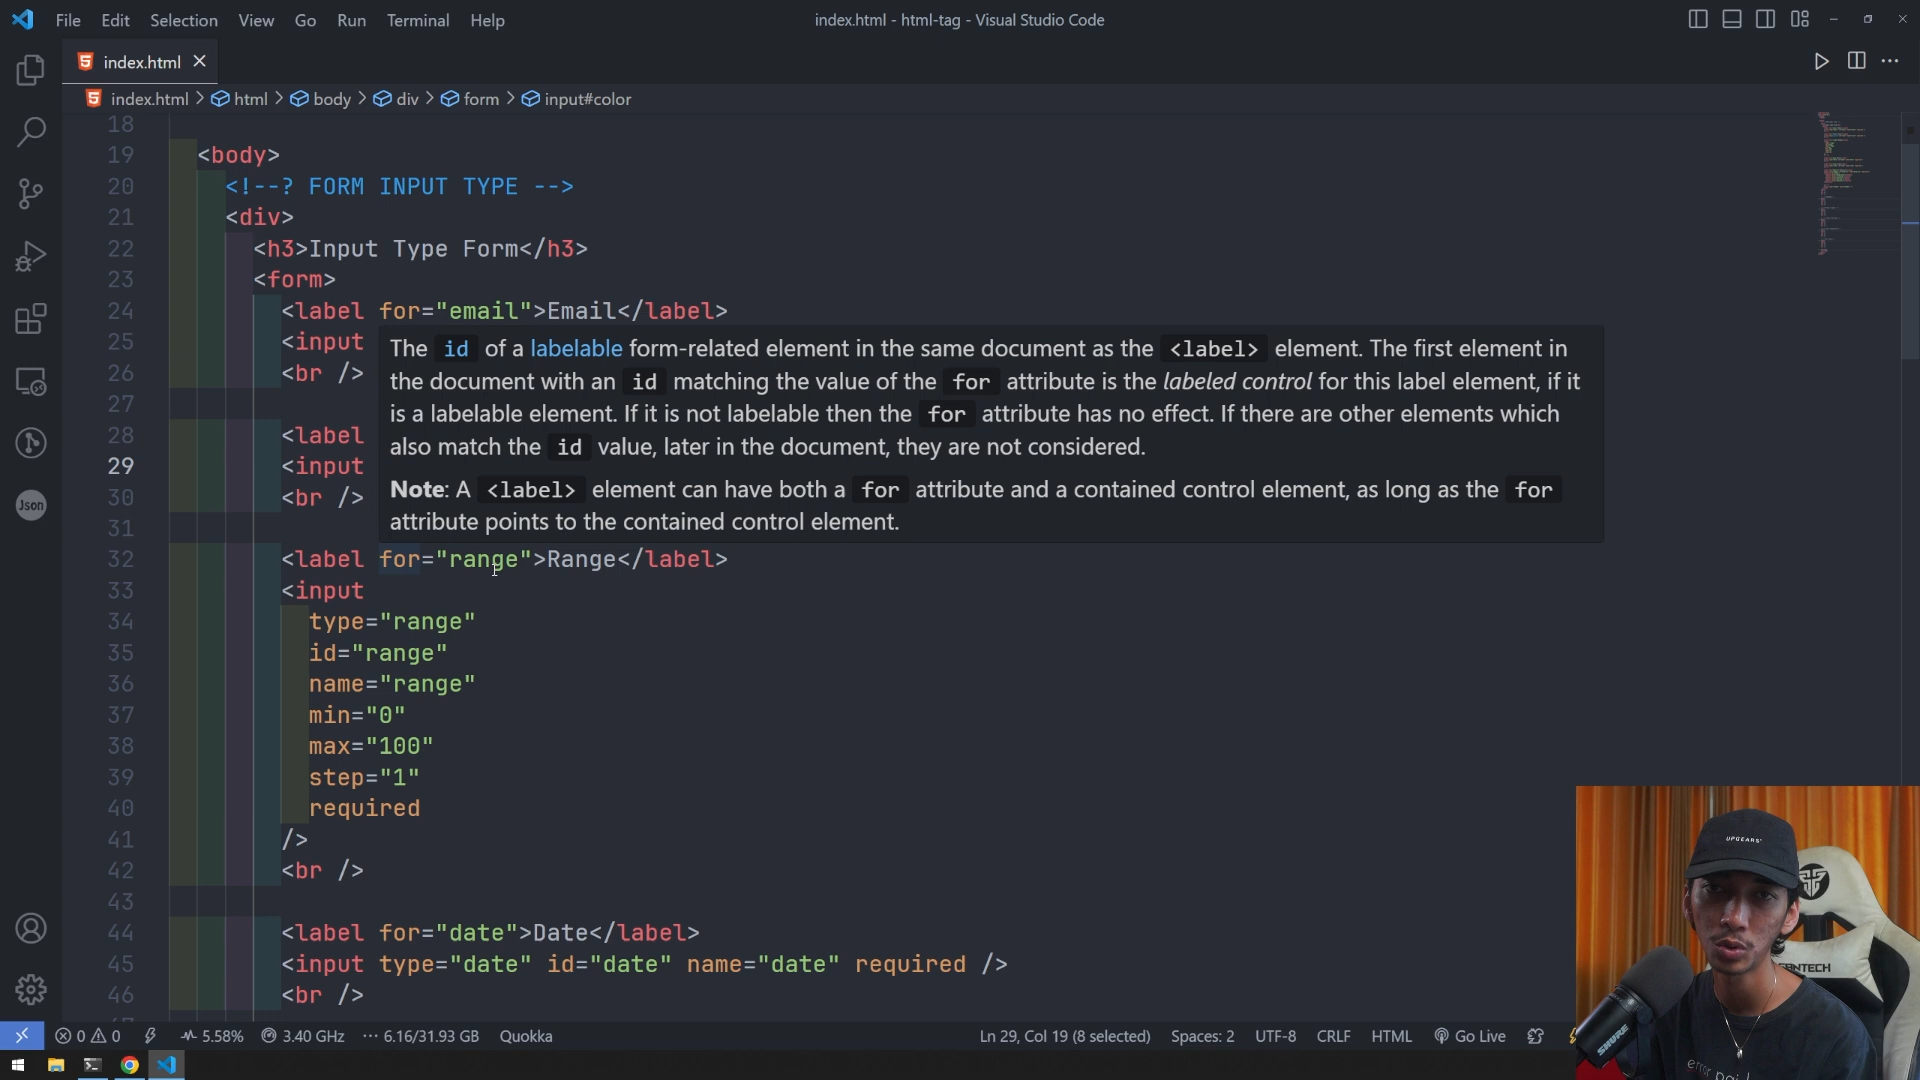 File Edit Selection View Go Run Terminal Help
index.html - html-tag - Visual Studio Code
index.html
index.html > html > body > div > form > input#color
18
19 <body>
20 <!--? FORM INPUT TYPE -->
21 <div>
22 <h3>Input Type Form</h3>
23 <form>
24 <label for="email">Email</label>
25 <input
26 <br />
27
28 <label
29 <input
30 <br />
31
The id of a labelable form-related element in the same document as the <label> element. The first element in
the document with an id matching the value of the for attribute is the labeled control for this label element, if it
is a labelable element. If it is not labelable then the for attribute has no effect. If there are other elements which
also match the id value, later in the document, they are not considered.
Note: A <label> element can have both a for attribute and a contained control element, as long as the for
attribute points to the contained control element.
32 <label for="range">Range</label>
33 <input
34 type="range"
35 id="range"
36 name="range"
37 min="0"
38 max="100"
39 step="1"
40 required
41 />
42 <br />
43
44 <label for="date">Date</label>
45 <input type="date" id="date" name="date" required />
46 <br />
Json
UPGEARS
SHURE
0 0 5.58% 3.40 GHz ··· 6.16/31.93 GB Quokka
Ln 29, Col 19 (8 selected) Spaces: 2 UTF-8 CRLF HTML Go Live